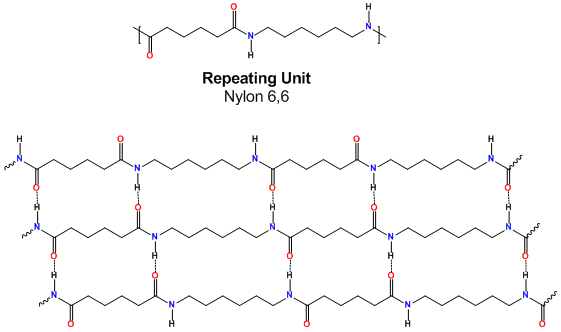 O H
N N
O H
Repeating Unit
Nylon 6,6
H O H O H
N N N N N
O H O H O
H O H O H
N N N N N
O H O H O
H O H O H
N N N N N
O H O H O